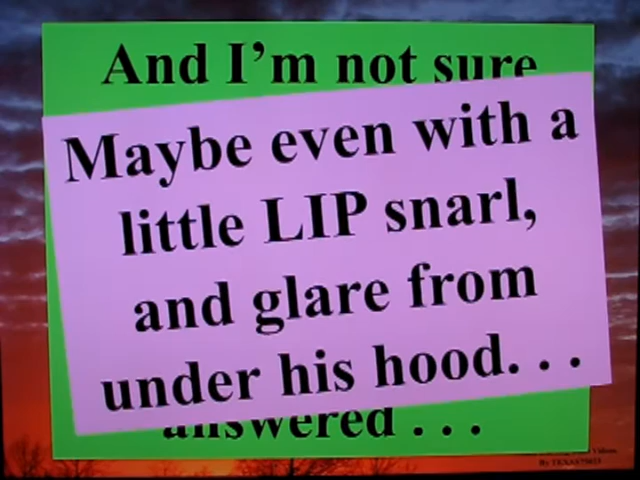 And I'm not sure
Maybe even with a
little LIP snarl,
and glare from
under his hood. . .
answered . . .